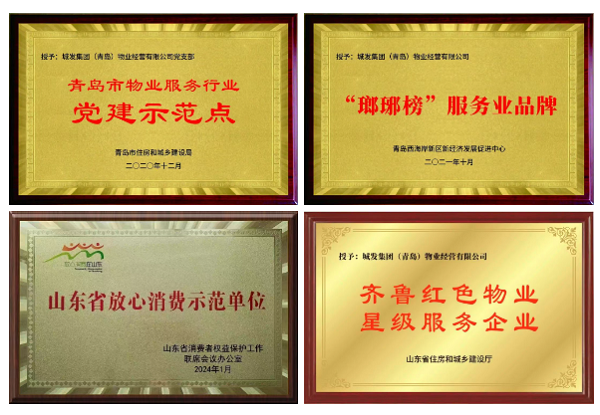 授予：城发集团（青岛）物业经营有限公司党支部
青岛市物业服务行业
党建示范点
青岛市住房和城乡建设局
二〇二〇年十二月
授予：城发集团（青岛）物业经营有限公司
“瑯琊榜”服务业品牌
青岛西海岸新区新经济发展促进中心
二〇二一年十月
山东省放心消费示范单位
山东省消费者权益保护工作
联席会议办公室
2024年1月
授予：城发集团（青岛）物业经营有限公司
齐鲁红色物业
星级服务企业
山东省住房和城乡建设厅